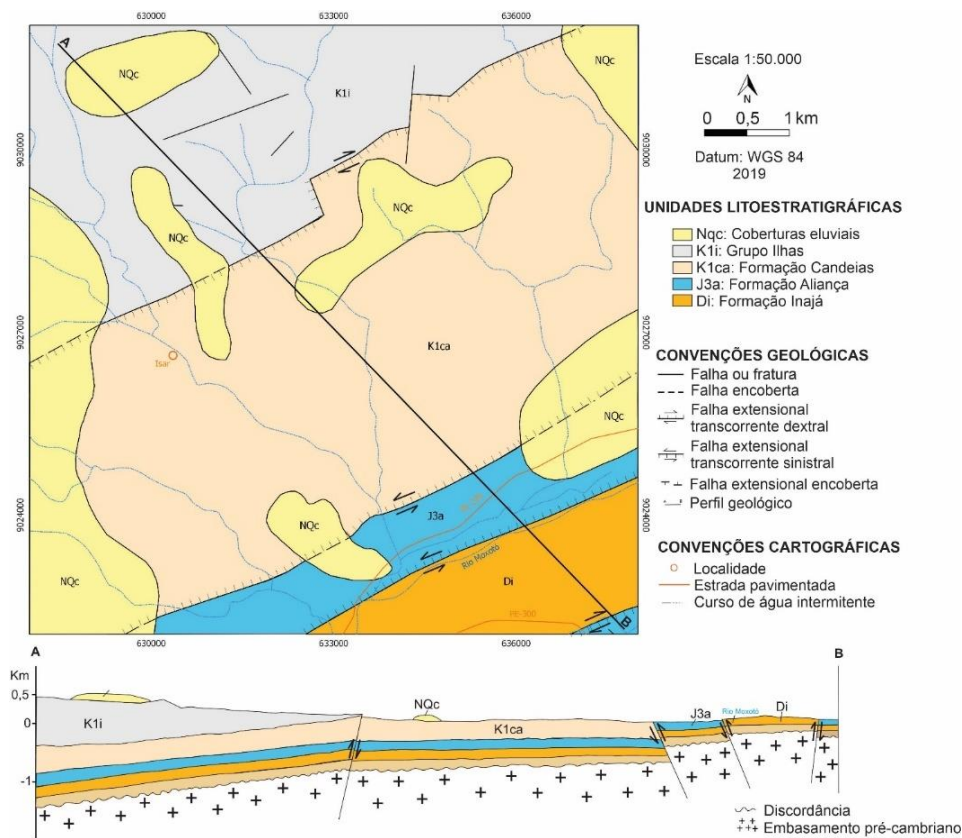 630000
633000
636000
A
NQc
K1i
NQc
9030000
9030000
NQc
NQc
9027000
9027000
Isar
K1ca
NQc
9024000
9024000
NQc
J3a
NQc
Rio Moxotó
Di
PE-300
B
630000
633000
636000
Escala 1:50.000
N
0 0,5 1 km
Datum: WGS 84
2019
UNIDADES LITOESTRATIGRÁFICAS
Nqc: Coberturas eluviais
K1i: Grupo Ilhas
K1ca: Formação Candeias
J3a: Formação Aliança
Di: Formação Inajá
CONVENÇÕES GEOLÓGICAS
Falha ou fratura
Falha encoberta
Falha extensional
transcorrente dextral
Falha extensional
transcorrente sinistral
Falha extensional encoberta
Perfil geológico
CONVENÇÕES CARTOGRÁFICAS
Localidade
Estrada pavimentada
Curso de água intermitente
A
B
Km
0,5
0
-1
K1i
NQc
K1ca
J3a
Rio Moxotó
Di
Discordância
Embasamento pré-cambriano